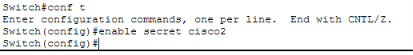 Switch#conf t
Enter configuration commands, one per line.  End with CNTL/Z.
Switch(config)#enable secret cisco2
Switch(config)#